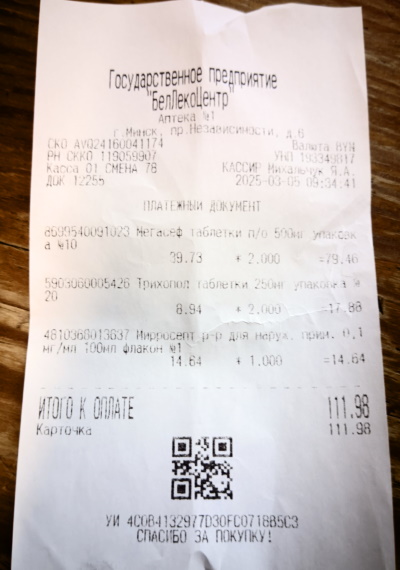 Государственное предприятие
"БелЛекоЦентр"
Аптека №1
г.Минск, пр.Независимости, д.6
СКО AVQ24160041174 Валюта BYN
РН СККО 119059907 УНП 193349817
Касса 01 СМЕНА 78 КАССИР Михальчук Я.А.
ДОК 12255 2025-03-05 09:34:41
ПЛАТЕЖНЫЙ ДОКУМЕНТ
8699540091023 Мегасеф таблетки п/о 500мг упаковк
а №10
39.73 * 2.000 =79.46
5903060005426 Трихопол таблетки 250мг упаковка №
20
8.94 * 2.000 =17.88
4810368013637 Мирросепт р-р для наруж. прим. 0,1
мг/мл 100мл флакон №1
14.64 * 1.000 =14.64
ИТОГО К ОПЛАТЕ 111.98
Карточка 111.98
УИ 4C0B4132977D30FC0718B5C3
СПАСИБО ЗА ПОКУПКУ!